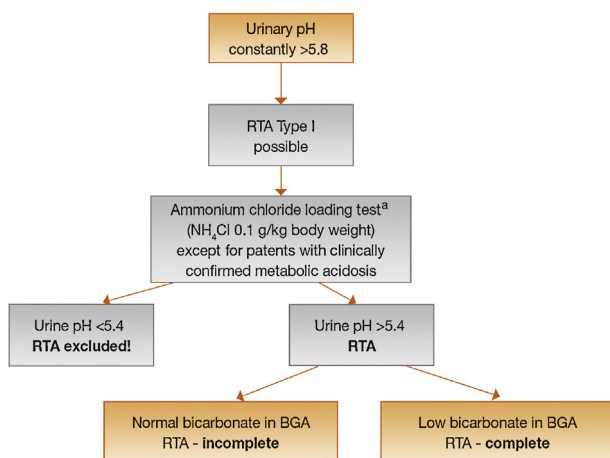 Urinary pH
constantly >5.8
RTA Type I
possible
Ammonium chloride loading testᵃ
(NH₄Cl 0.1 g/kg body weight)
except for patents with clinically
confirmed metabolic acidosis
Urine pH <5.4
RTA excluded!
Urine pH >5.4
RTA
Normal bicarbonate in BGA
RTA - incomplete
Low bicarbonate in BGA
RTA - complete